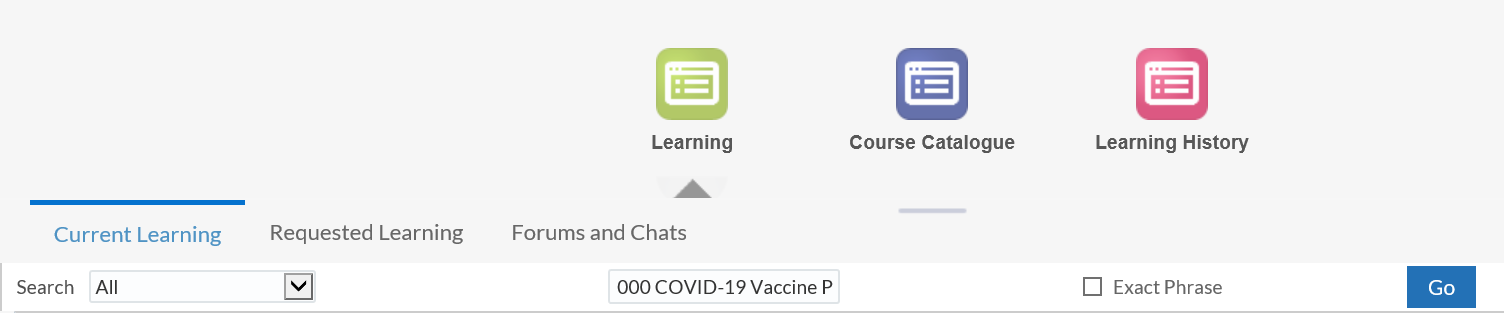 Learning Course Catalogue Learning History
Current Learning Requested Learning Forums and Chats
Search All 000 COVID-19 Vaccine P Exact Phrase Go